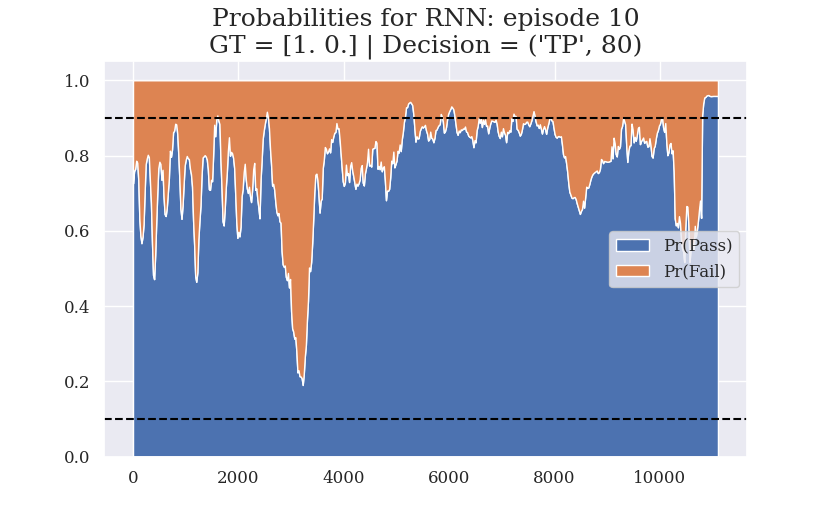 Probabilities for RNN: episode 10
GT = [1. 0.] | Decision = ('TP', 80)
1.0
0.8
0.6
0.4
0.2
0.0
Pr(Pass)
Pr(Fail)
0 2000 4000 6000 8000 10000